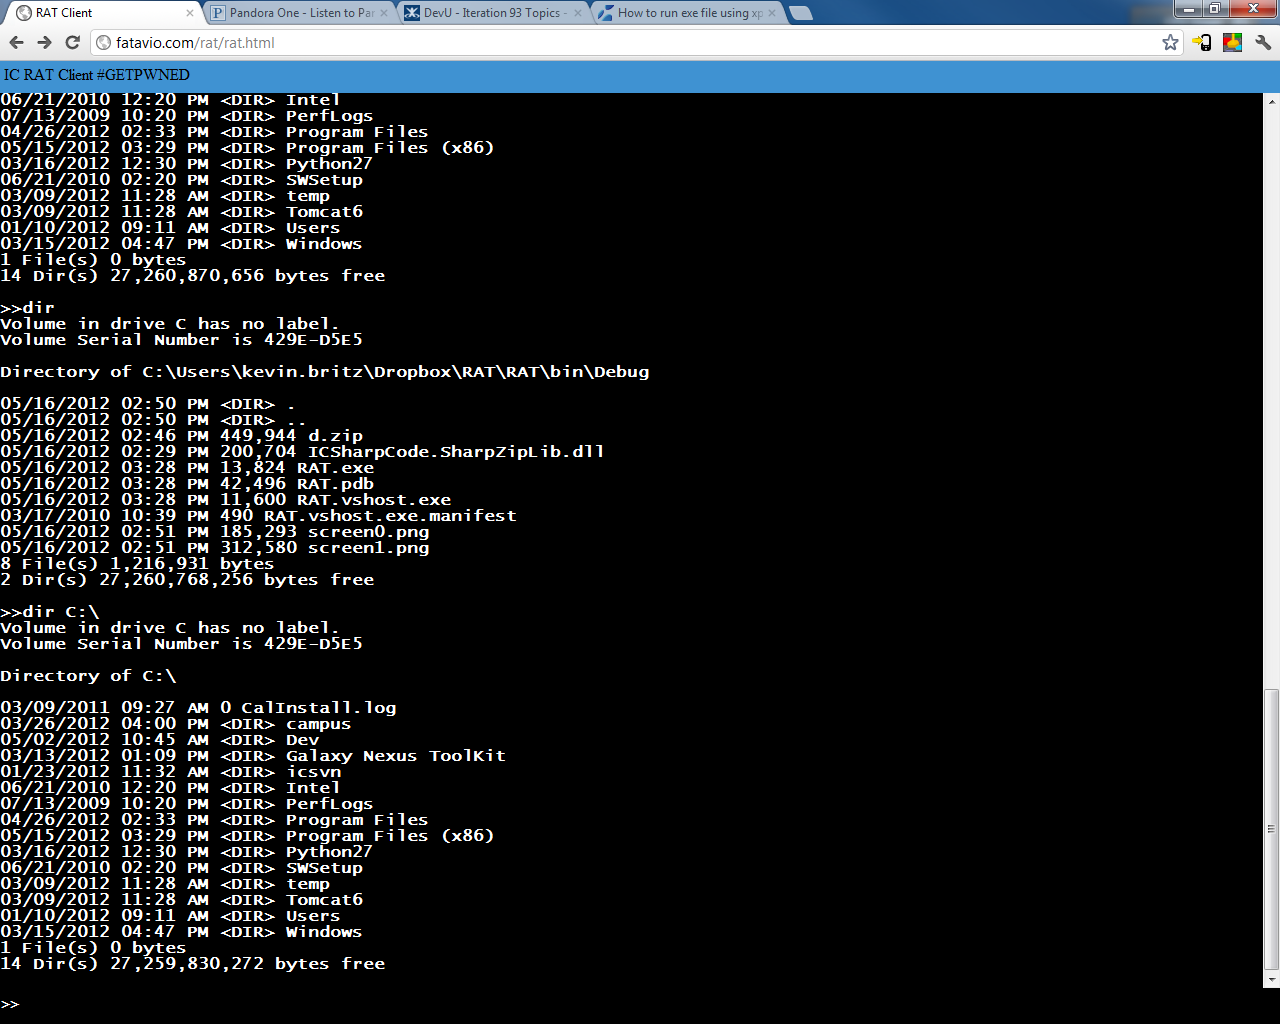 RAT Client
Pandora One - Listen to Par
DevU - Iteration 93 Topics -
How to run exe file using xp
fatavio.com/rat/rat.html
IC RAT Client #GETPWNED
06/21/2010 12:20 PM <DIR> Intel
07/13/2009 10:20 PM <DIR> PerfLogs
04/26/2012 02:33 PM <DIR> Program Files
05/15/2012 03:29 PM <DIR> Program Files (x86)
03/16/2012 12:30 PM <DIR> Python27
06/21/2010 02:20 PM <DIR> SWSetup
03/09/2012 11:28 AM <DIR> temp
03/09/2012 11:28 AM <DIR> Tomcat6
01/10/2012 09:11 AM <DIR> Users
03/15/2012 04:47 PM <DIR> Windows
1 File(s) 0 bytes
14 Dir(s) 27,260,870,656 bytes free
>>dir
Volume in drive C has no label.
Volume Serial Number is 429E-D5E5
Directory of C:\Users\kevin.britz\Dropbox\RAT\RAT\bin\Debug
05/16/2012 02:50 PM <DIR> .
05/16/2012 02:50 PM <DIR> ..
05/16/2012 02:46 PM 449,944 d.zip
05/16/2012 02:29 PM 200,704 ICSharpCode.SharpZipLib.dll
05/16/2012 03:28 PM 13,824 RAT.exe
05/16/2012 03:28 PM 42,496 RAT.pdb
05/16/2012 03:28 PM 11,600 RAT.vshost.exe
03/17/2010 10:39 PM 490 RAT.vshost.exe.manifest
05/16/2012 02:51 PM 185,293 screen0.png
05/16/2012 02:51 PM 312,580 screen1.png
8 File(s) 1,216,931 bytes
2 Dir(s) 27,260,768,256 bytes free
>>dir C:\
Volume in drive C has no label.
Volume Serial Number is 429E-D5E5
Directory of C:\
03/09/2011 09:27 AM 0 CalInstall.log
03/26/2012 04:00 PM <DIR> campus
05/02/2012 10:45 AM <DIR> Dev
03/13/2012 01:09 PM <DIR> Galaxy Nexus ToolKit
01/23/2012 11:32 AM <DIR> icsvn
06/21/2010 12:20 PM <DIR> Intel
07/13/2009 10:20 PM <DIR> PerfLogs
04/26/2012 02:33 PM <DIR> Program Files
05/15/2012 03:29 PM <DIR> Program Files (x86)
03/16/2012 12:30 PM <DIR> Python27
06/21/2010 02:20 PM <DIR> SWSetup
03/09/2012 11:28 AM <DIR> temp
03/09/2012 11:28 AM <DIR> Tomcat6
01/10/2012 09:11 AM <DIR> Users
03/15/2012 04:47 PM <DIR> Windows
1 File(s) 0 bytes
14 Dir(s) 27,259,830,272 bytes free
>>